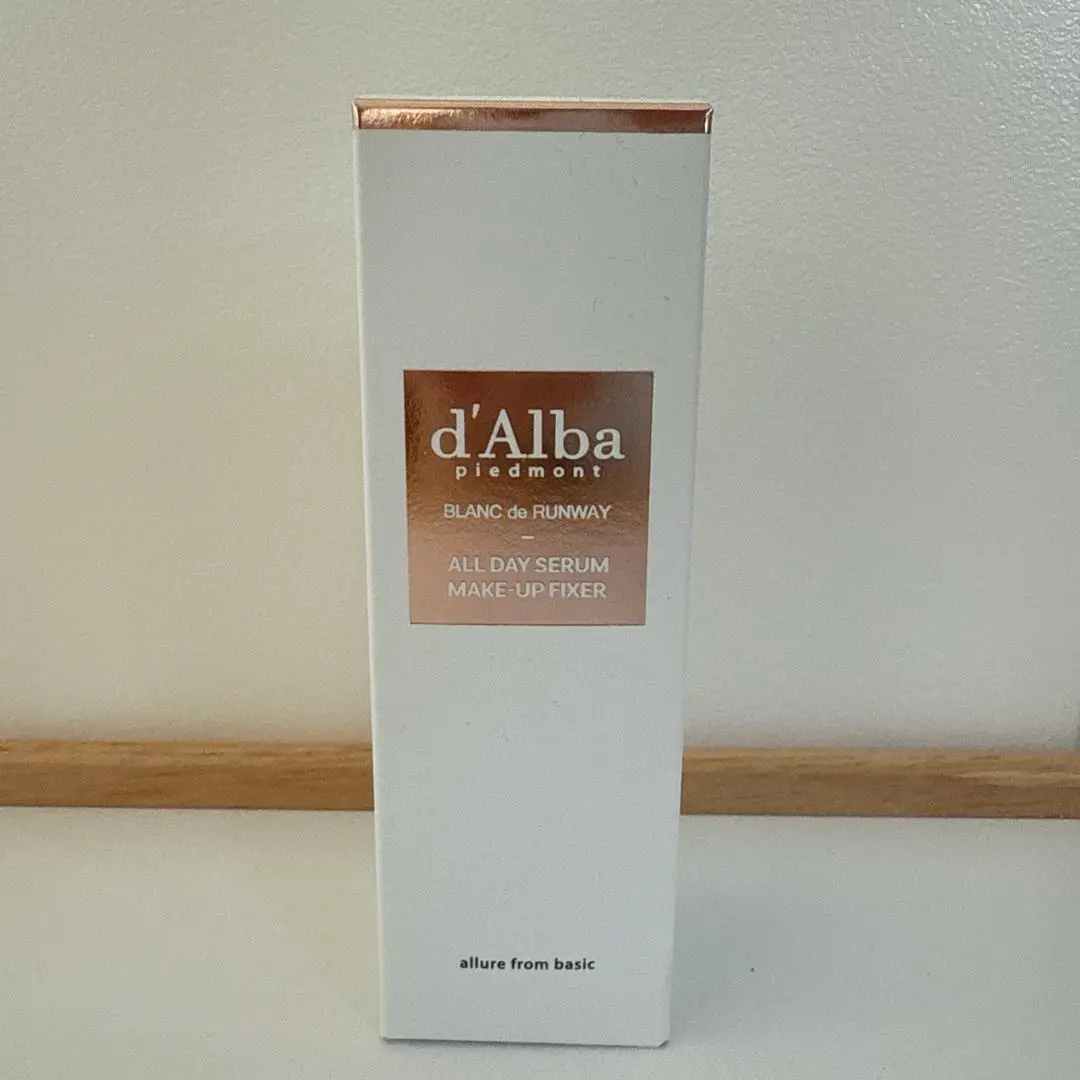 d'Alba
piedmont
BLANC de RUNWAY
ALL DAY SERUM
MAKE-UP FIXER
allure from basic